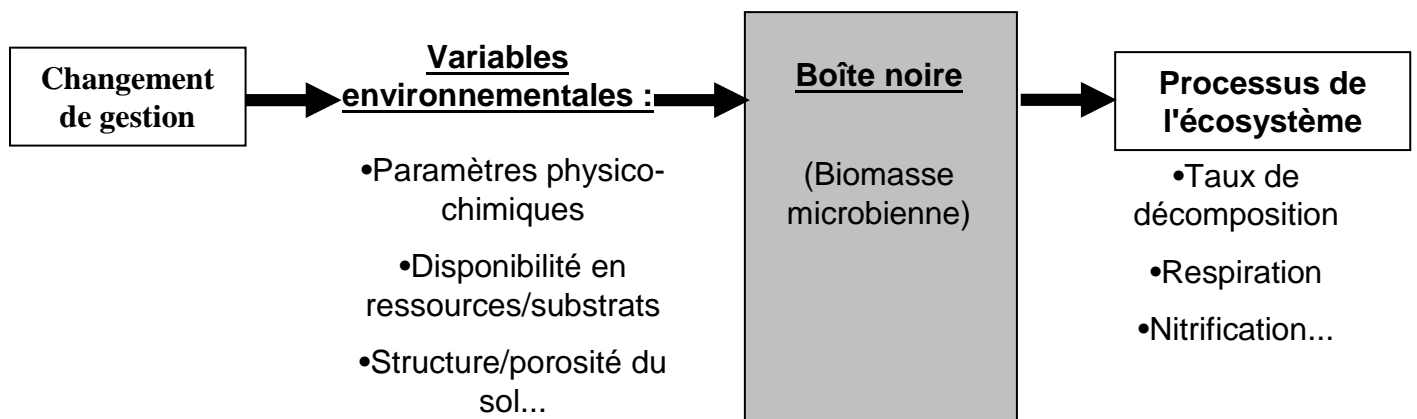 Changement
de gestion
Variables
environnementales :
•Paramètres physico-
chimiques
•Disponibilité en
ressources/substrats
•Structure/porosité du
sol...
Boîte noire
(Biomasse
microbienne)
Processus de
l'écosystème
•Taux de
décomposition
•Respiration
•Nitrification...